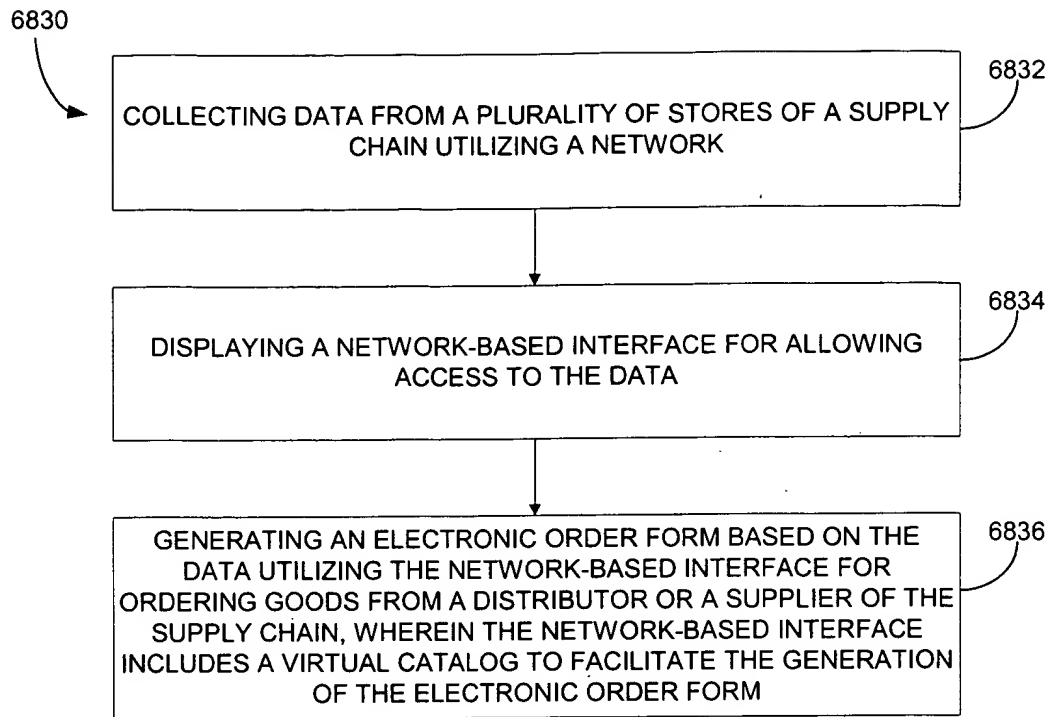 6830
6832
COLLECTING DATA FROM A PLURALITY OF STORES OF A SUPPLY
CHAIN UTILIZING A NETWORK
6834
DISPLAYING A NETWORK-BASED INTERFACE FOR ALLOWING
ACCESS TO THE DATA
6836
GENERATING AN ELECTRONIC ORDER FORM BASED ON THE
DATA UTILIZING THE NETWORK-BASED INTERFACE FOR
ORDERING GOODS FROM A DISTRIBUTOR OR A SUPPLIER OF THE
SUPPLY CHAIN, WHEREIN THE NETWORK-BASED INTERFACE
INCLUDES A VIRTUAL CATALOG TO FACILITATE THE GENERATION
OF THE ELECTRONIC ORDER FORM